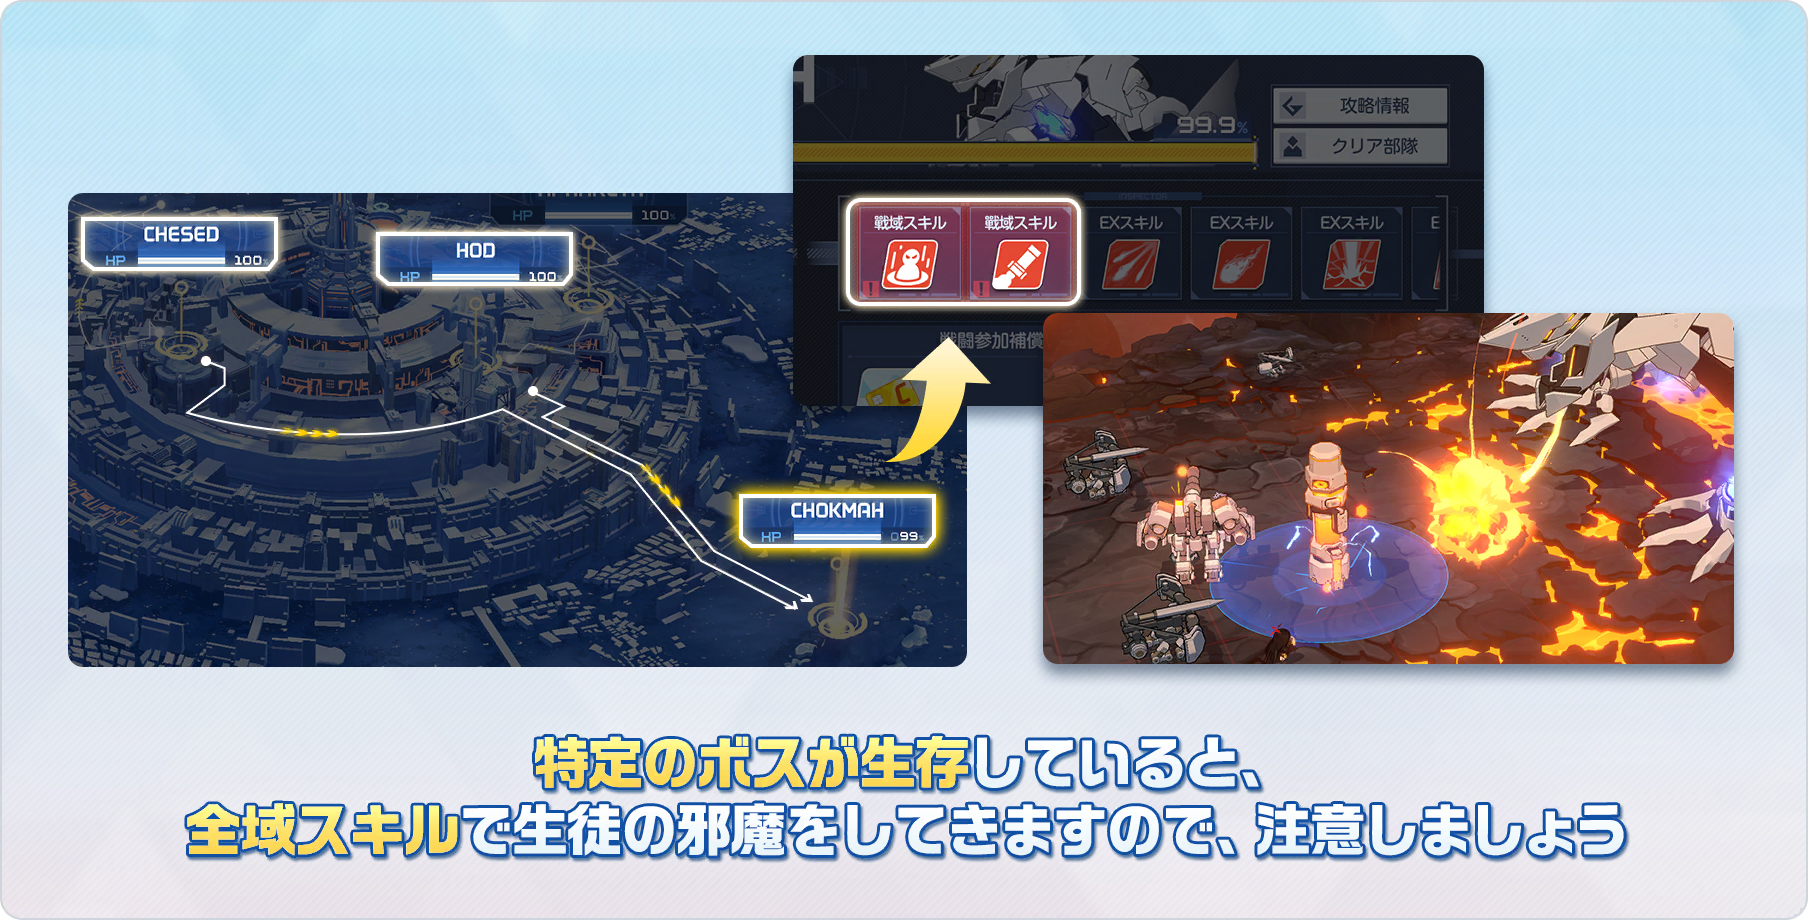 CHESED
HP 100%
HOD
HP 100%
HP 100%
CHOKMAH
HP 099%
99.9%
攻略情報
クリア部隊
INSPECTOR
戦域スキル
戦域スキル
EXスキル
EXスキル
EXスキル
E
戦闘参加補償
C
特定のボスが生存していると、
全域スキルで生徒の邪魔をしてきますので、注意しましょう